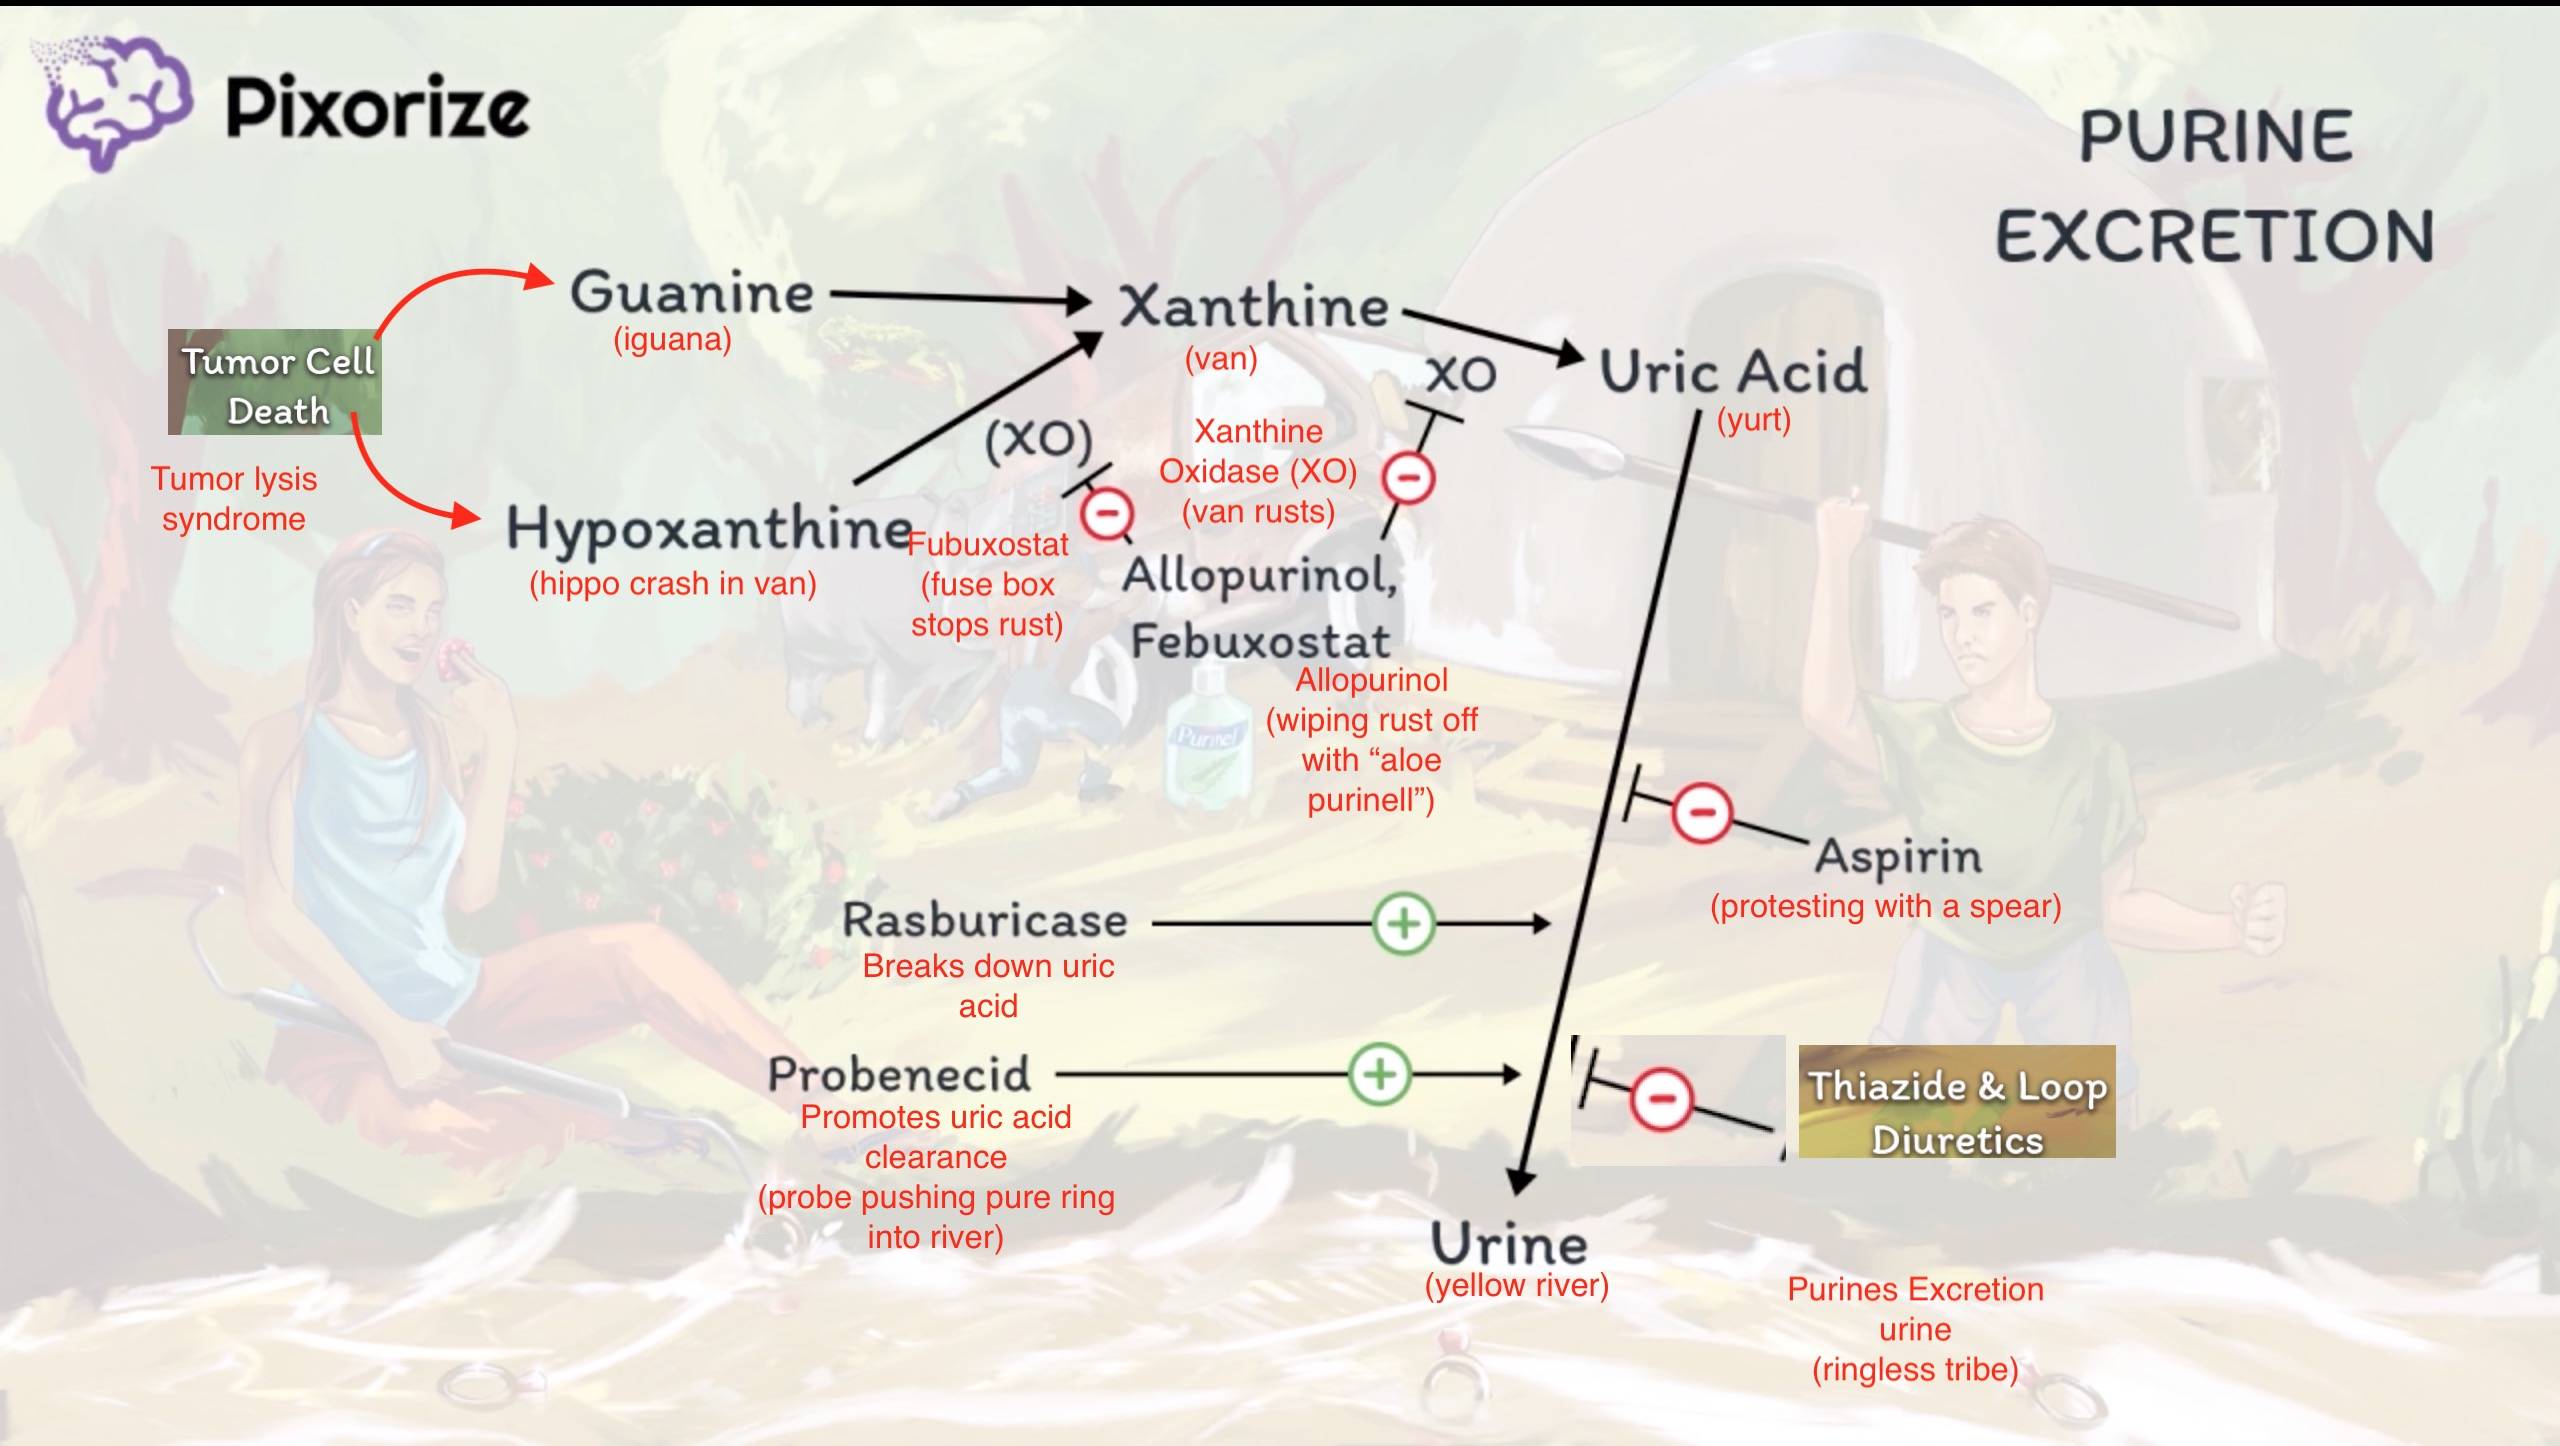 Pixorize
PURINE
EXCRETION
Guanine
(iguana)
Xanthine
(van)
XO
Uric Acid
(yurt)
Tumor Cell
Death
Tumor lysis
syndrome
(XO)
Xanthine
Oxidase (XO)
(van rusts)
Hypoxanthine
(hippo crash in van)
Fubuxostat
(fuse box
stops rust)
Allopurinol,
Febuxostat
Allopurinol
(wiping rust off
with “aloe
purinell”)
Purinel
Aspirin
(protesting with a spear)
Rasburicase
Breaks down uric
acid
Probenecid
Promotes uric acid
clearance
(probe pushing pure ring
into river)
Thiazide & Loop
Diuretics
Urine
(yellow river)
Purines Excretion
urine
(ringless tribe)